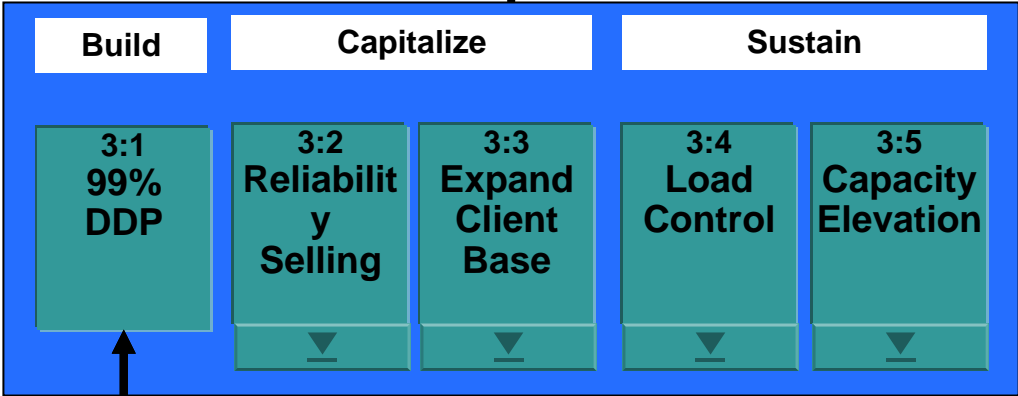 Build
Capitalize
Sustain
3:1
99%
DDP
3:2
Reliabilit
y
Selling
3:3
Expand
Client
Base
3:4
Load
Control
3:5
Capacity
Elevation